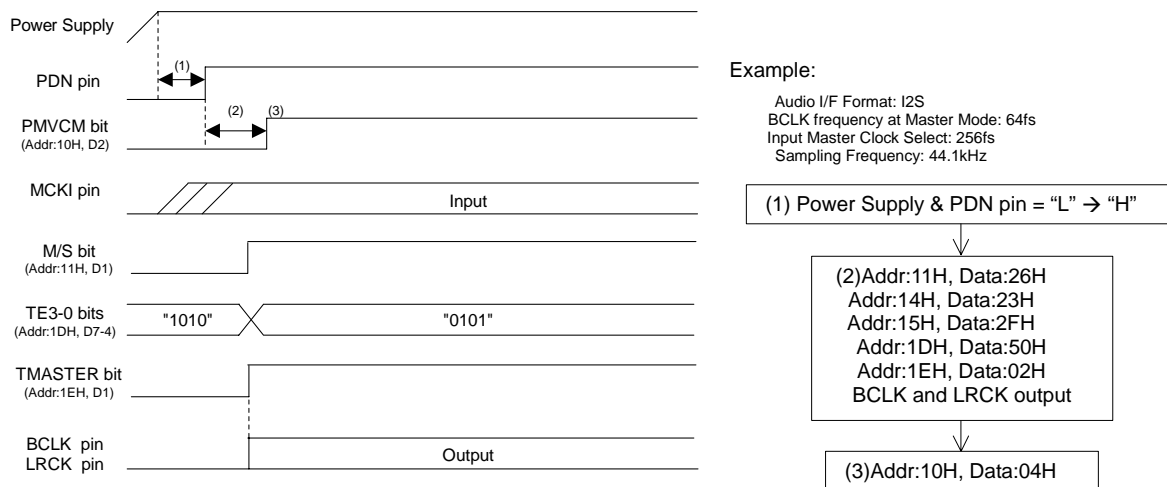 Power Supply
(1)
PDN pin
(2)
(3)
PMVCM bit
(Addr:10H, D2)
MCKI pin
Input
M/S bit
(Addr:11H, D1)
TE3-0 bits
(Addr:1DH, D7-4)
"1010"
"0101"
TMASTER bit
(Addr:1EH, D1)
BCLK pin
LRCK pin
Output
Example:
Audio I/F Format: I2S
BCLK frequency at Master Mode: 64fs
Input Master Clock Select: 256fs
Sampling Frequency: 44.1kHz
(1) Power Supply & PDN pin = “L” → “H”
(2)Addr:11H, Data:26H
Addr:14H, Data:23H
Addr:15H, Data:2FH
Addr:1DH, Data:50H
Addr:1EH, Data:02H
BCLK and LRCK output
(3)Addr:10H, Data:04H